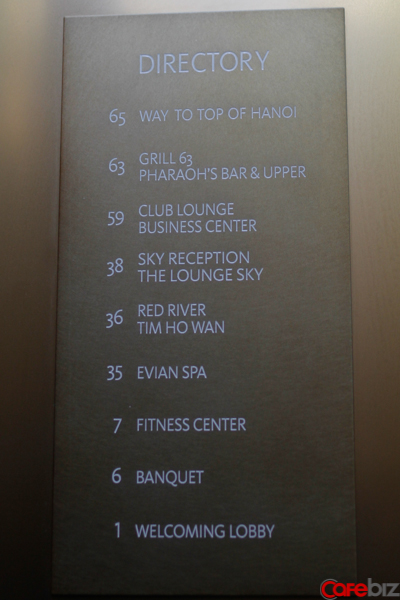 DIRECTORY
65 WAY TO TOP OF HANOI
63 GRILL 63
PHARAOH'S BAR & UPPER
59 CLUB LOUNGE
BUSINESS CENTER
38 SKY RECEPTION
THE LOUNGE SKY
36 RED RIVER
TIM HO WAN
35 EVIAN SPA
7 FITNESS CENTER
6 BANQUET
1 WELCOMING LOBBY
Cafebiz